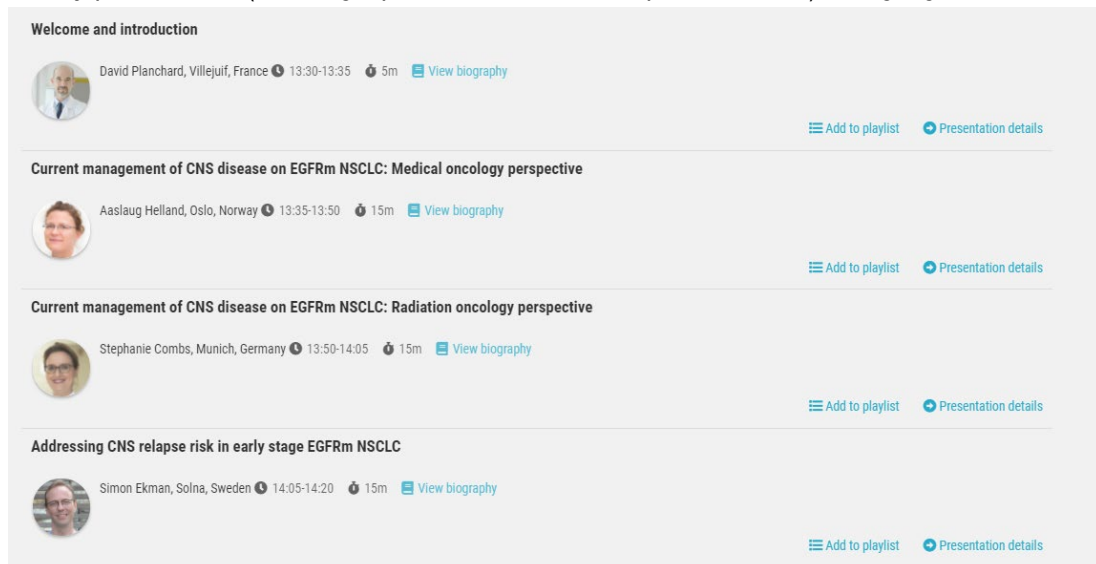 Welcome and introduction
David Planchard, Villejuif, France 13:30-13:35 5m View biography
Add to playlist Presentation details
Current management of CNS disease on EGFRm NSCLC: Medical oncology perspective
Aaslaug Helland, Oslo, Norway 13:35-13:50 15m View biography
Add to playlist Presentation details
Current management of CNS disease on EGFRm NSCLC: Radiation oncology perspective
Stephanie Combs, Munich, Germany 13:50-14:05 15m View biography
Add to playlist Presentation details
Addressing CNS relapse risk in early stage EGFRm NSCLC
Simon Ekman, Solna, Sweden 14:05-14:20 15m View biography
Add to playlist Presentation details